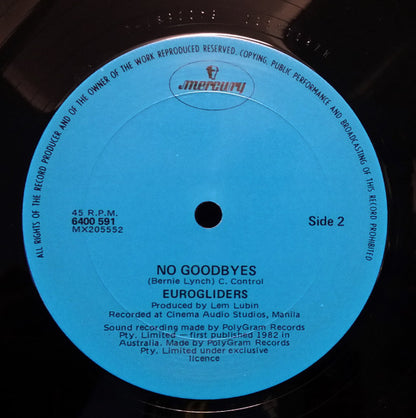 ALL RIGHTS OF THE RECORD PRODUCER AND OF THE OWNER OF THE WORK REPRODUCED RESERVED. COPYING, PUBLIC PERFORMANCE AND BROADCASTING OF THIS RECORD PROHIBITED
mercury
45 R.P.M.
6400 591
MX205552
Side 2
NO GOODBYES
(Bernie Lynch) C. Control
EUROGLIDERS
Produced by Lem Lubin
Recorded at Cinema Audio Studios, Manila
Sound recording made by PolyGram Records
Pty. Limited — first published 1982 in
Australia. Made by PolyGram Records
Pty. Limited under exclusive
licence